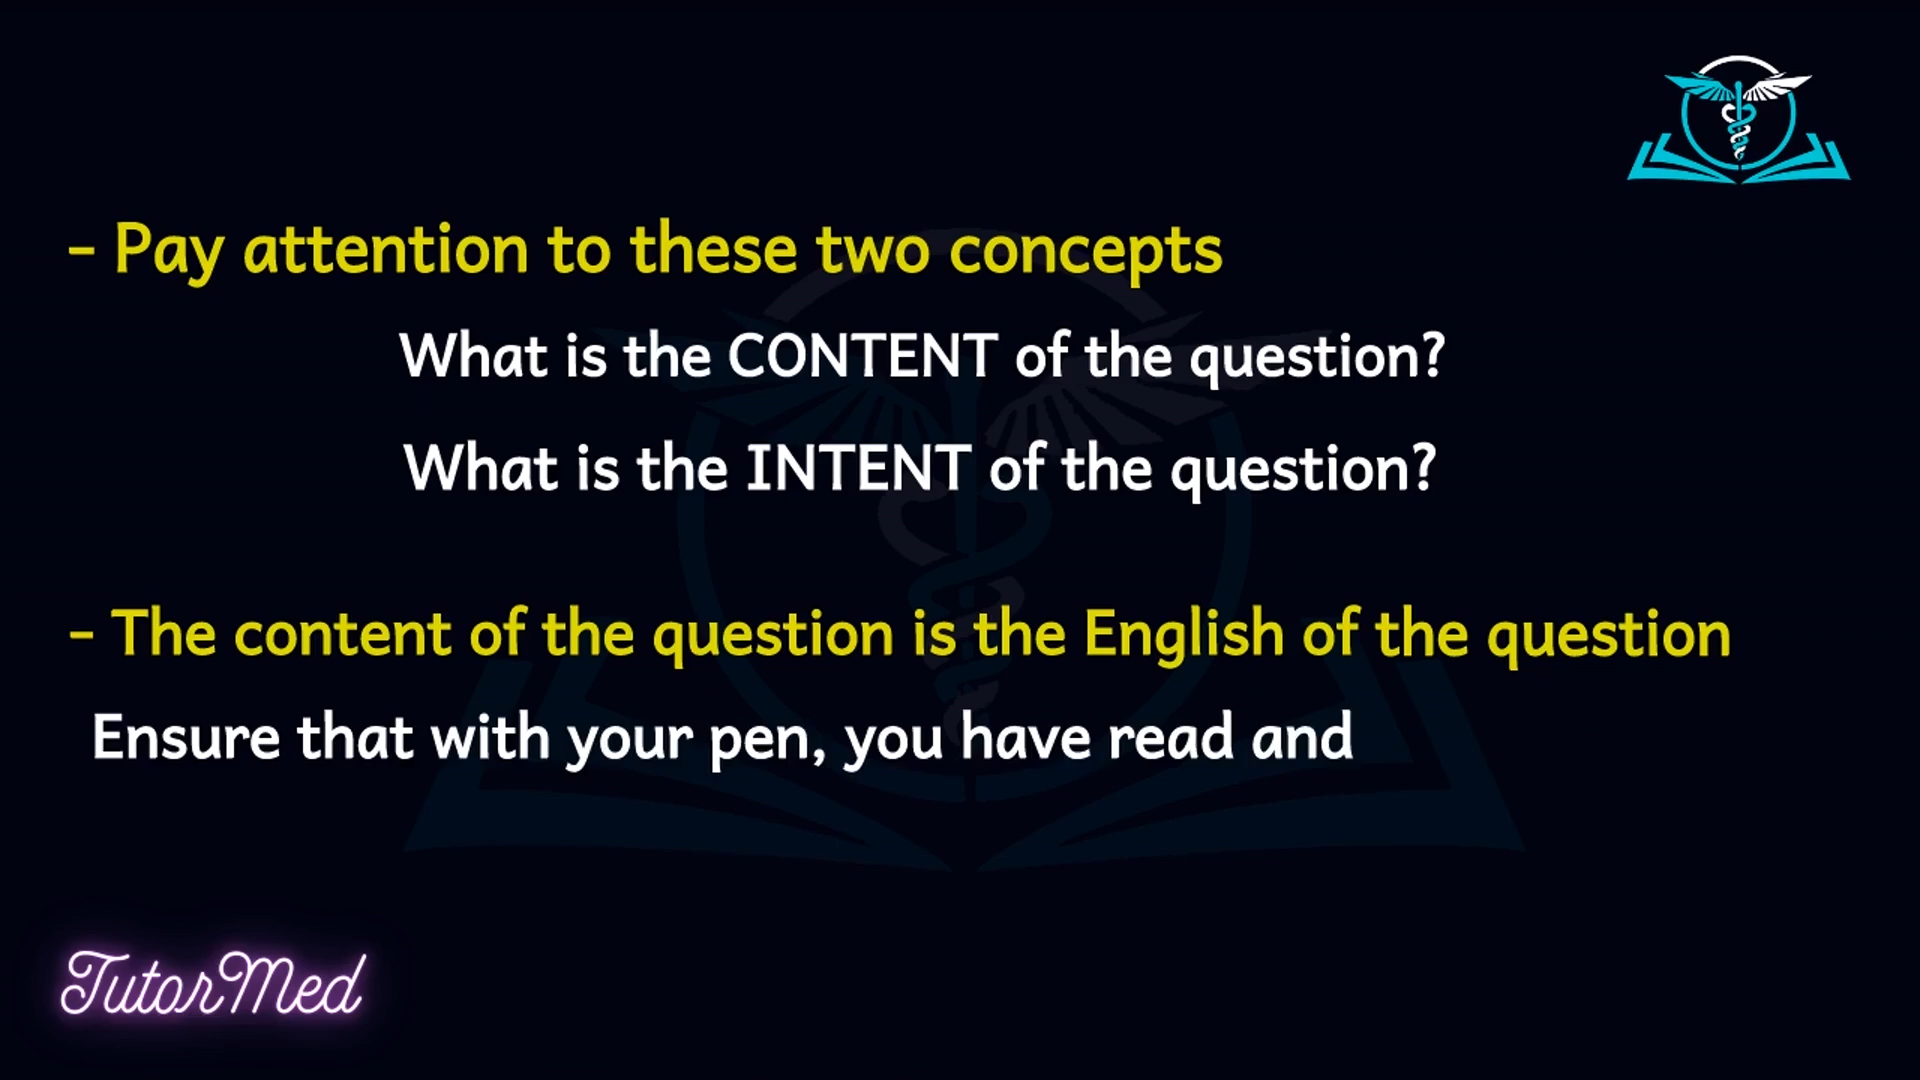 - Pay attention to these two concepts
What is the CONTENT of the question?
What is the INTENT of the question?
- The content of the question is the English of the question
Ensure that with your pen, you have read and
TutorMed